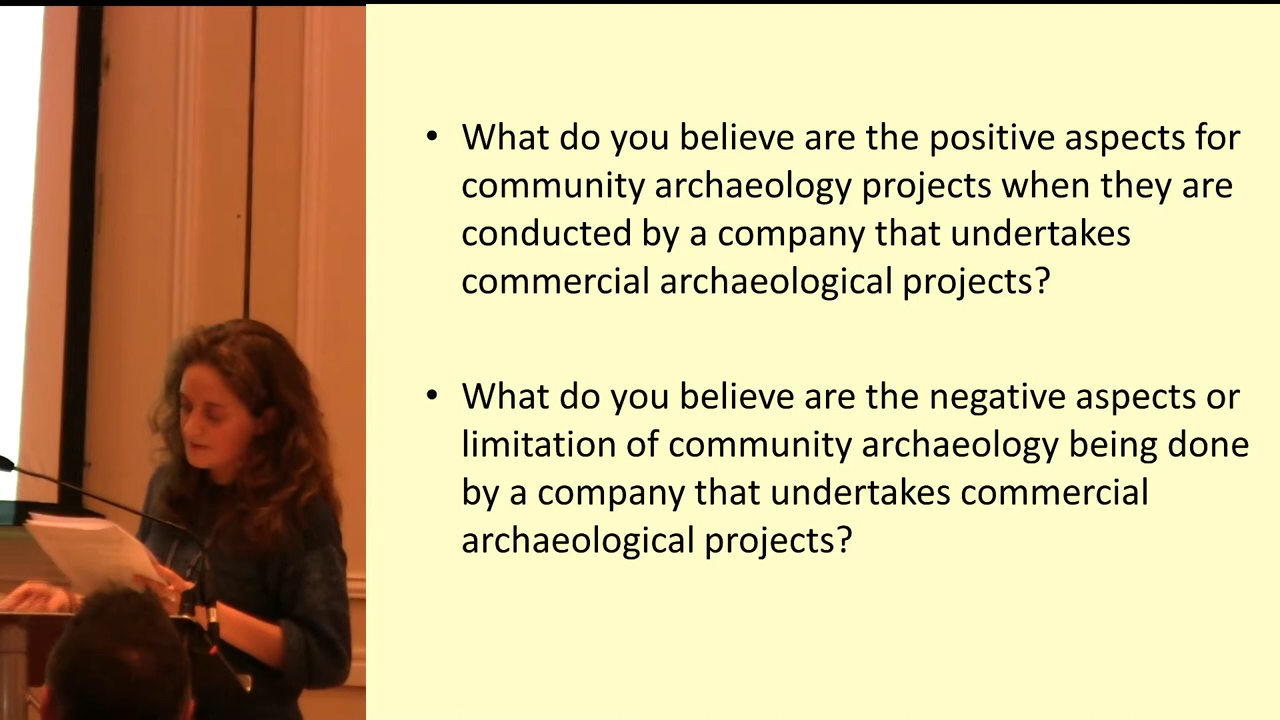 • What do you believe are the positive aspects for
community archaeology projects when they are
conducted by a company that undertakes
commercial archaeological projects?
• What do you believe are the negative aspects or
limitation of community archaeology being done
by a company that undertakes commercial
archaeological projects?